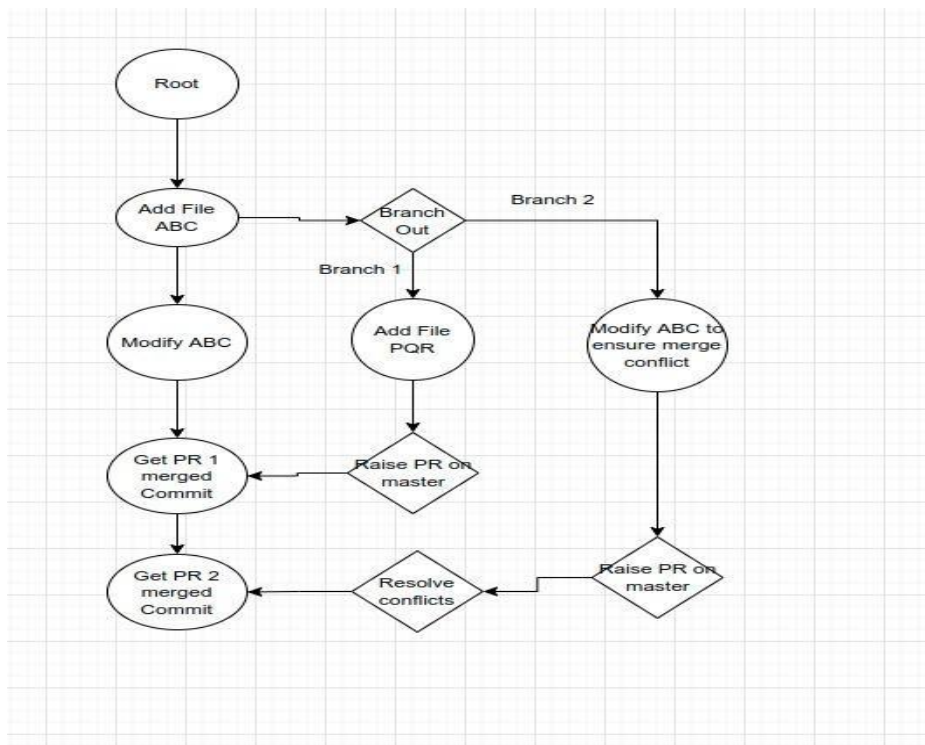 Root
Add File
ABC
Branch
Out
Branch 2
Branch 1
Modify ABC
Add File
PQR
Modify ABC to
ensure merge
conflict
Get PR 1
merged
Commit
Raise PR on
master
Get PR 2
merged
Commit
Resolve
conflicts
Raise PR on
master